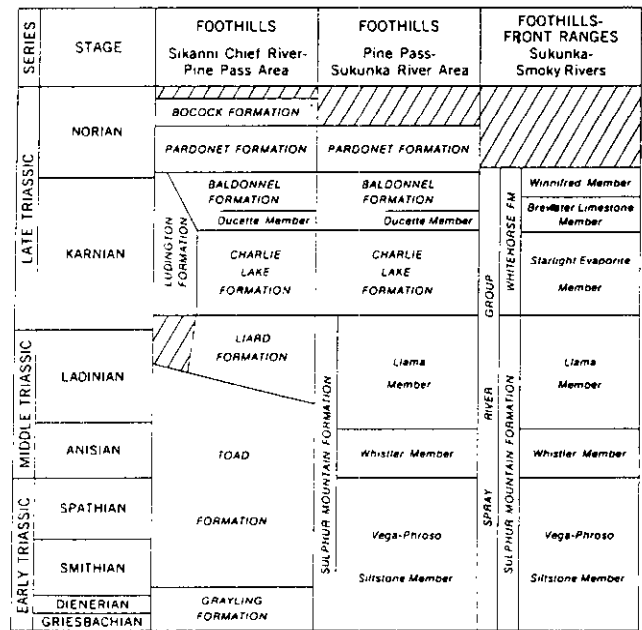 SERIES
STAGE
FOOTHILLS
Sikanni Chief River-
Pine Pass Area
FOOTHILLS
Pine Pass-
Sukunka River Area
FOOTHILLS-
FRONT RANGES
Sukunka-
Smoky Rivers
LATE TRIASSIC
NORIAN
KARNIAN
MIDDLE TRIASSIC
LADINIAN
ANISIAN
EARLY TRIASSIC
SPATHIAN
SMITHIAN
DIENERIAN
GRIESBACHIAN
BOCOCK FORMATION
PARDONET FORMATION
LUDINGTON
FORMATION
BALDONNEL
FORMATION
Ducette Member
CHARLIE
LAKE
FORMATION
LIARD
FORMATION
TOAD
FORMATION
GRAYLING
FORMATION
PARDONET FORMATION
BALDONNEL
FORMATION
Ducette Member
CHARLIE
LAKE
FORMATION
SULPHUR MOUNTAIN FORMATION
Llama
Member
Whistler Member
Vega-Phroso
Siltstone Member
SPRAY RIVER GROUP
WHITEHORSE FM
Winnifred Member
Brewster Limestone
Member
Starlight Evaporite
Member
SULPHUR MOUNTAIN FORMATION
Llama
Member
Whistler Member
Vega-Phroso
Siltstone Member